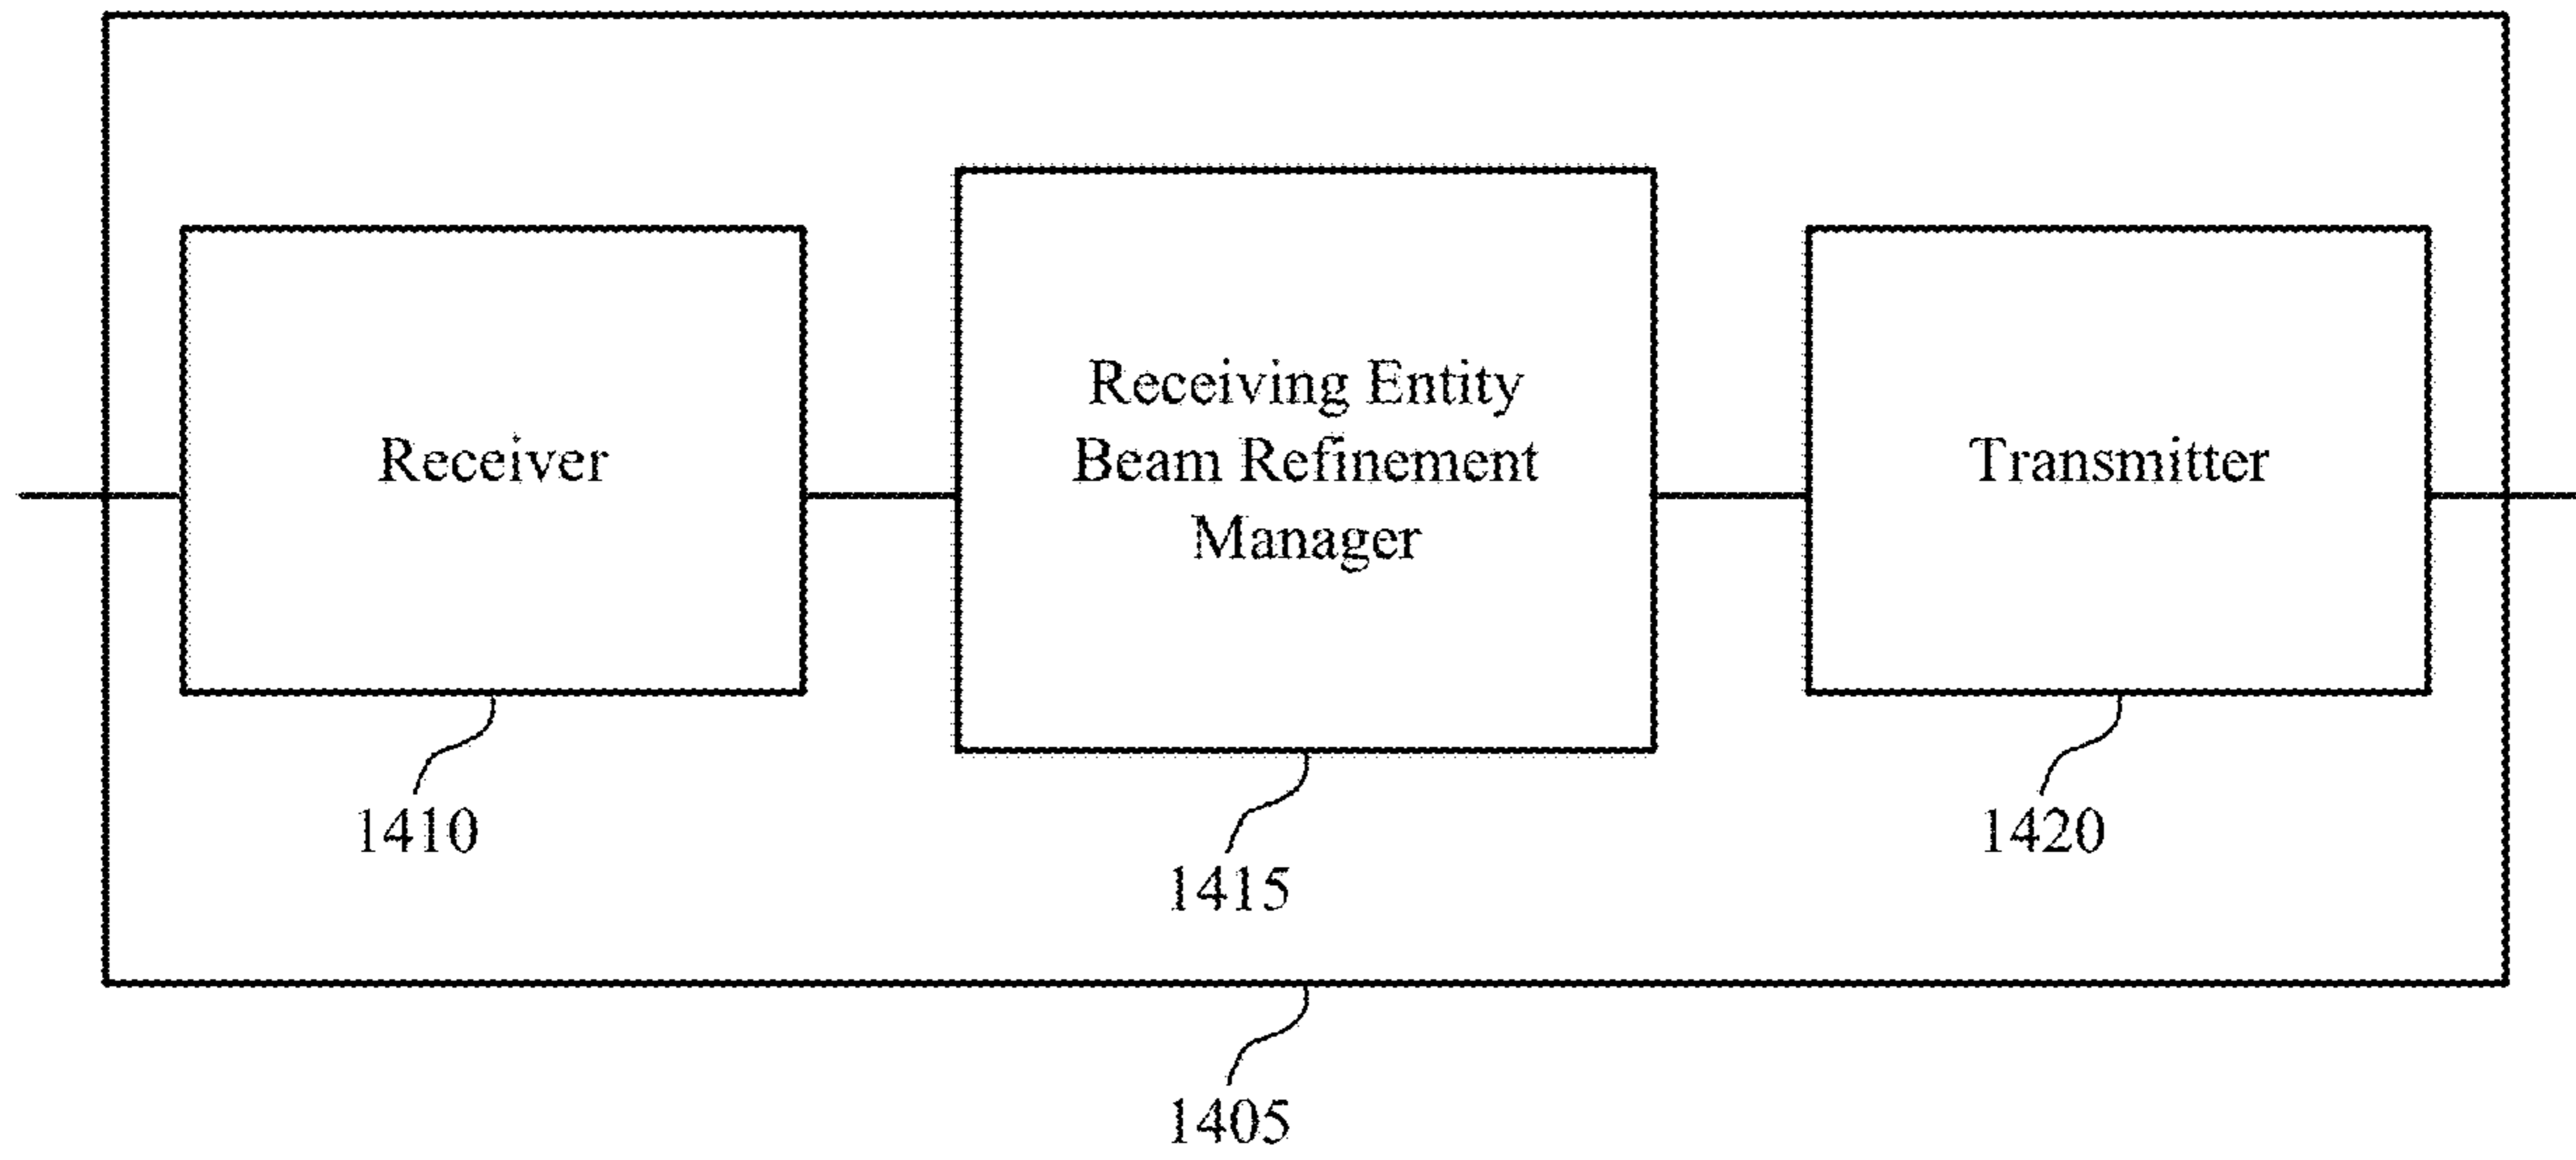 Receiver
Receiving Entity
Beam Refinement
Manager
Transmitter
1410
1415
1420
1405